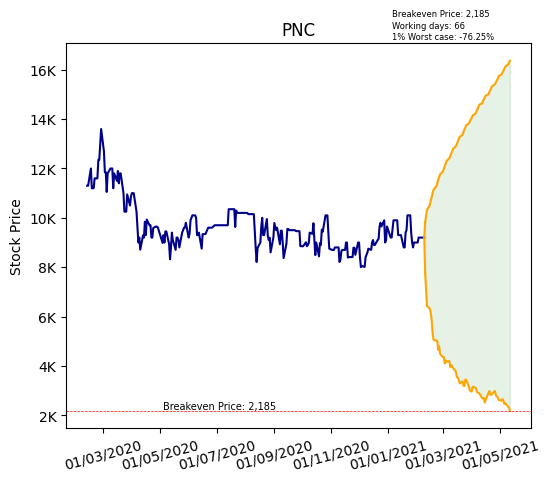 Breakeven Price: 2,185
Working days: 66
1% Worst case: -76.25%
PNC
Stock Price
16K
14K
12K
10K
8K
6K
4K
2K
Breakeven Price: 2,185
01/03/2020
01/05/2020
01/07/2020
01/09/2020
01/11/2020
01/01/2021
01/03/2021
01/05/2021